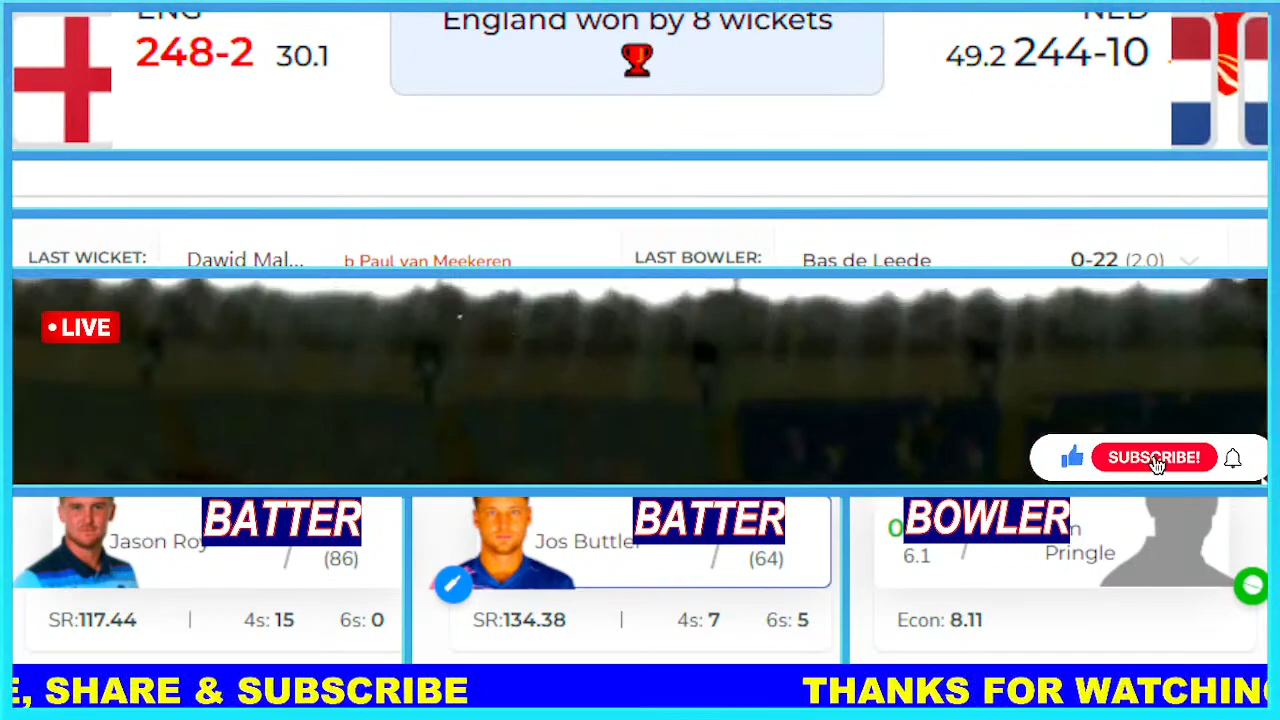 ENG
248-2 30.1
England won by 8 wickets
NED
49.2 244-10
LAST WICKET: Dawid Mal... b Paul van Meekeren
LAST BOWLER: Bas de Leede 0-22 (2.0)
• LIVE
SUBSCRIBE!
BATTER
Jason Roy / (86)
SR:117.44 | 4s: 15 6s: 0
BATTER
Jos Buttler / (64)
SR:134.38 | 4s: 7 6s: 5
BOWLER
6.1 / Pringle
Econ: 8.11
E, SHARE & SUBSCRIBE THANKS FOR WATCHING